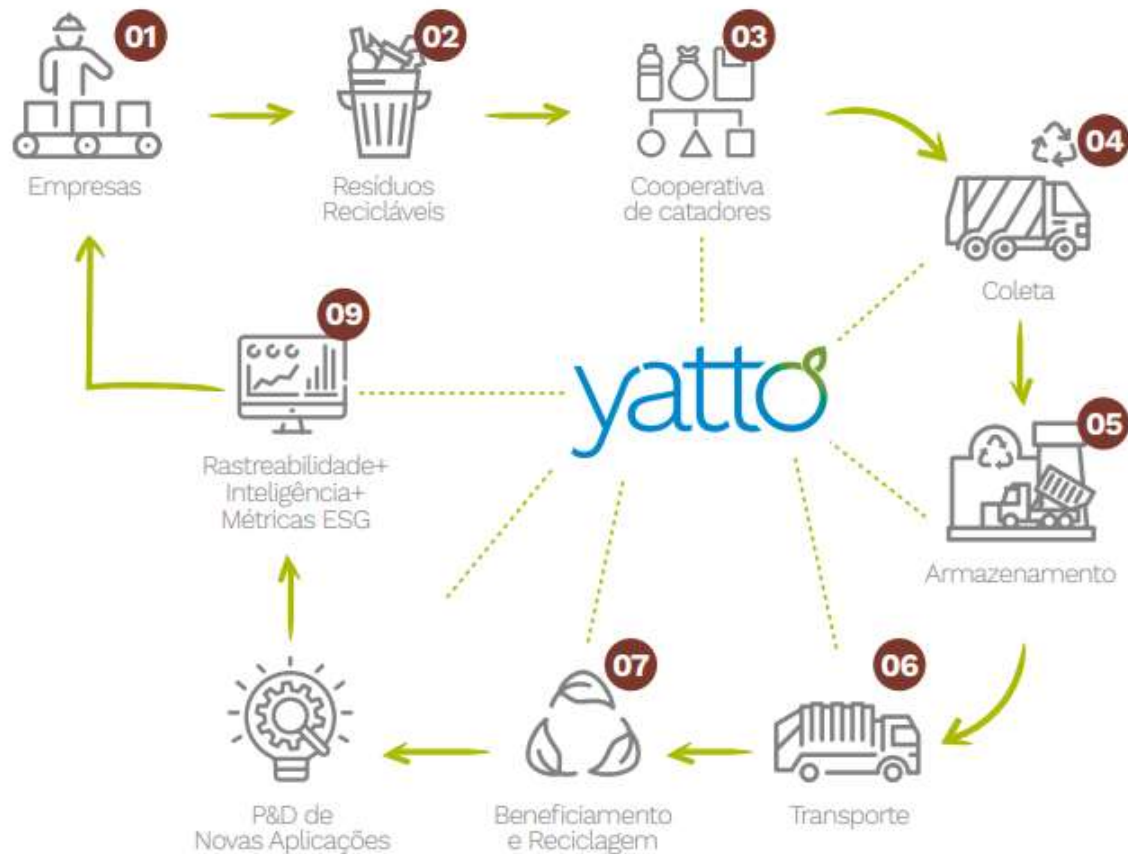 01
Empresas
02
Resíduos
Recicláveis
03
Cooperativa
de catadores
04
Coleta
05
Armazenamento
06
Transporte
07
Beneficiamento
e Reciclagem
P&D de
Novas Aplicações
09
Rastreabilidade+
Inteligência+
Métricas ESG
yatto